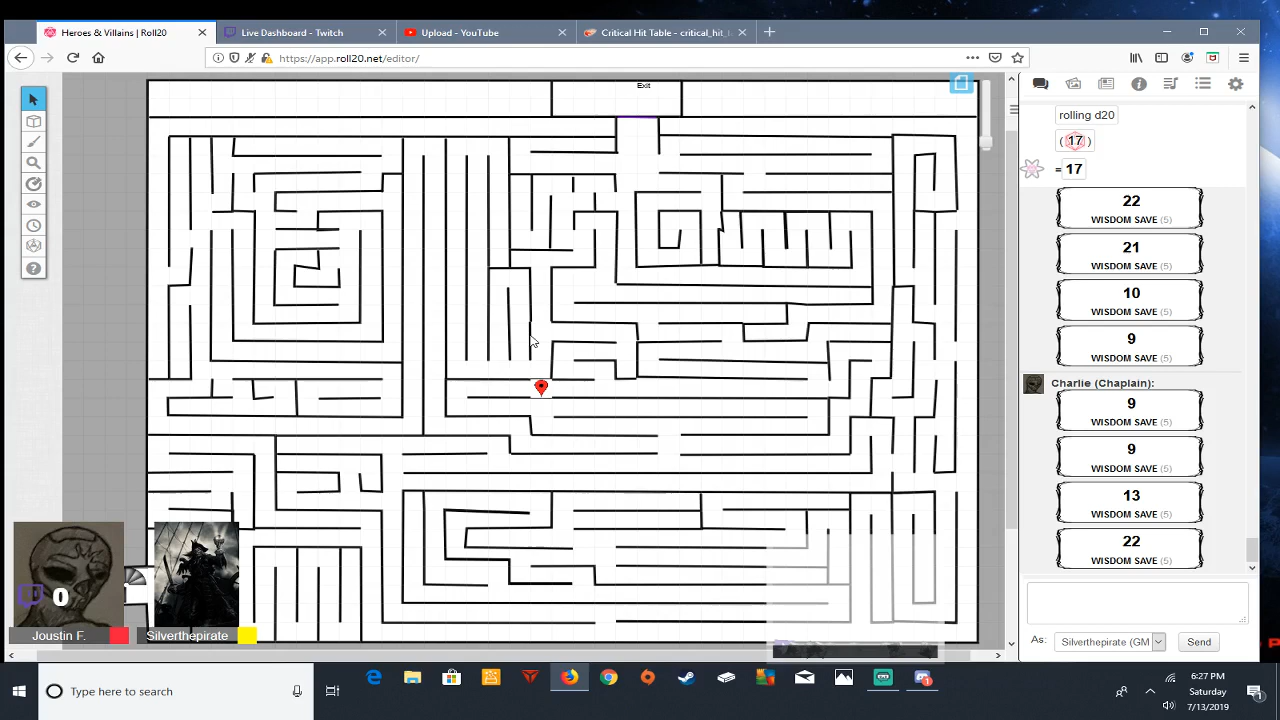 Heroes & Villains | Roll20
Live Dashboard - Twitch
Upload - YouTube
Critical Hit Table - critical_hit_
https://app.roll20.net/editor/
Exit
rolling d20
(17)
=17
22
WISDOM SAVE (5)
21
WISDOM SAVE (5)
10
WISDOM SAVE (5)
9
WISDOM SAVE (5)
Charlie (Chaplain):
9
WISDOM SAVE (5)
9
WISDOM SAVE (5)
13
WISDOM SAVE (5)
22
WISDOM SAVE (5)
As:
Silverthepirate (GM
Send
0
Joustin F.
Silverthepirate
Type here to search
6:27 PM
Saturday
7/13/2019
1